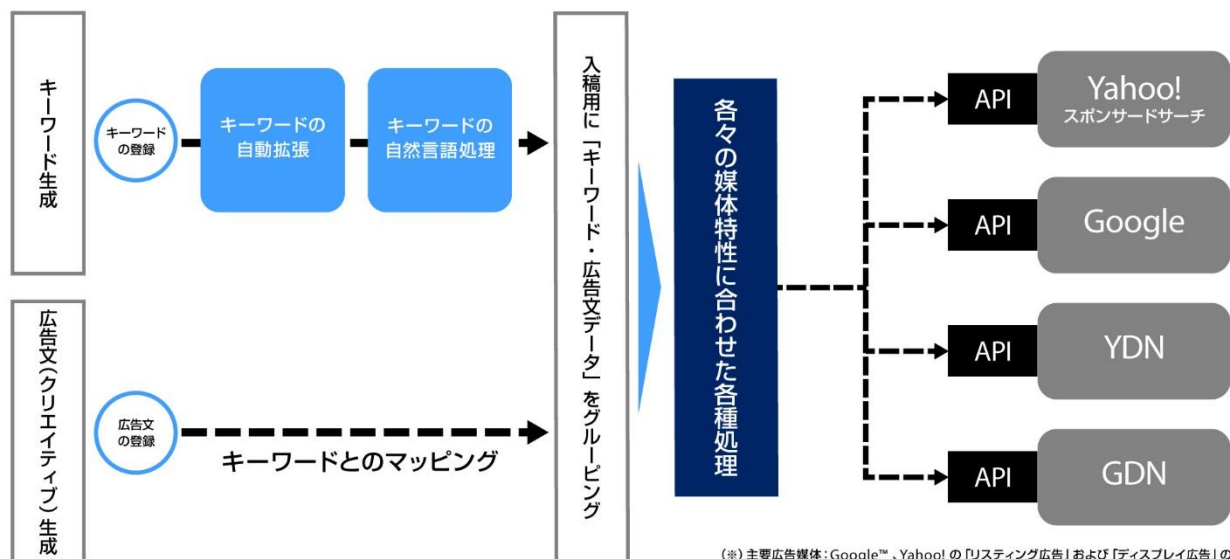 キーワード生成
キーワード
の登録
キーワードの
自動拡張
キーワードの
自然言語処理
広告文(クリエイティブ)生成
広告文
の登録
キーワードとのマッピング
入稿用に「キーワード・広告文データ」をグルーピング
各々の媒体特性に合わせた各種処理
API
Yahoo!
スポンサードサーチ
API
Google
API
YDN
API
GDN
(※)主要広告媒体:Google™、Yahoo!の「リスティング広告」および「ディスプレイ広告」の